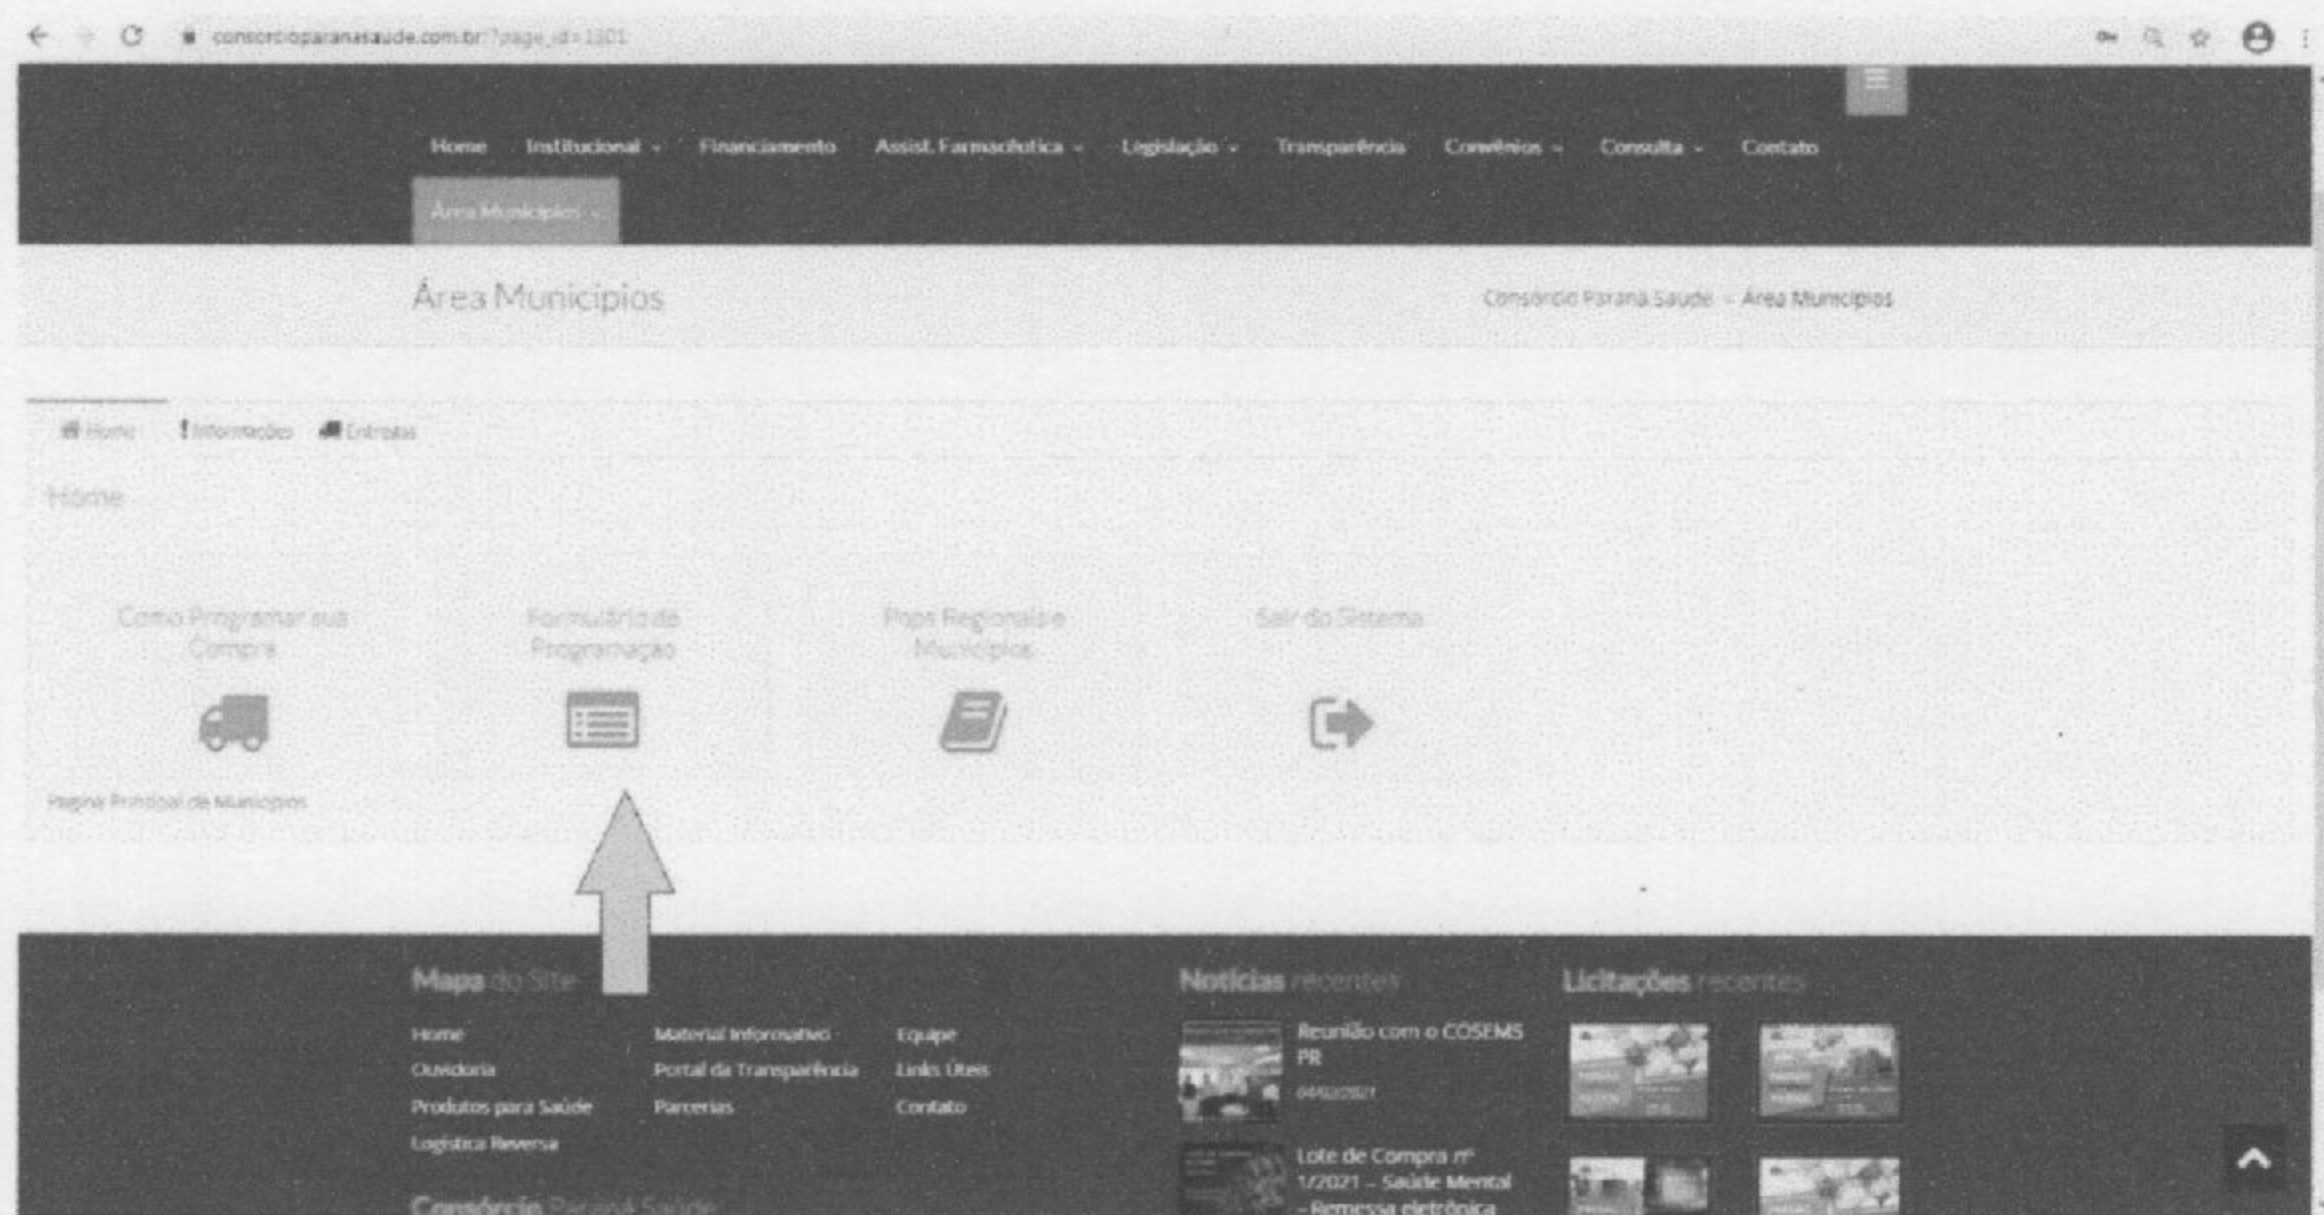 consorcioparanasaude.com.br/?page_id=1301
Home Institucional Financiamento Assist. Farmacêutica Legislação Transparência Convênios Consulta Contato
Área Municípios
Área Municípios
Consórcio Paraná Saúde – Área Municípios
Home Informações Entregas
Home
Como Programar sua
Compra
Formulário de
Programação
Pops Regionais e
Municípios
Sair do Sistema
Página Principal de Municípios
Mapa do Site
Home
Ouvidoria
Produtos para Saúde
Logística Reversa
Material Informativo
Portal da Transparência
Parcerias
Equipe
Links Úteis
Contato
Consórcio Paraná Saúde
Notícias recentes
Reunião com o COSEMS
PR
04/02/2021
Lote de Compra nº
1/2021 – Saúde Mental
– Remessa eletrônica
Licitações recentes